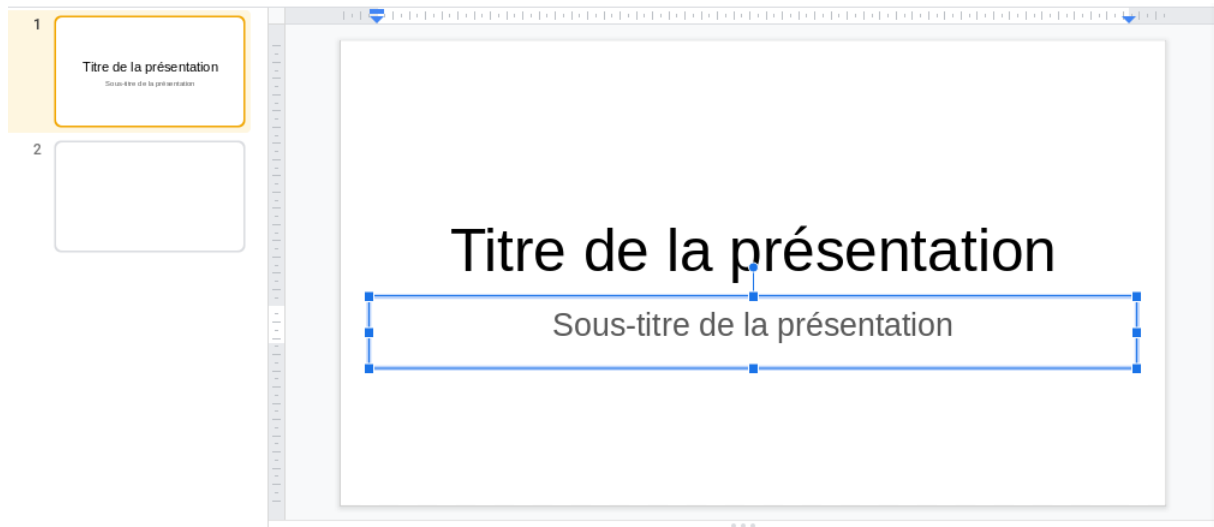 1
Titre de la présentation
Sous-titre de la présentation
2
Titre de la présentation
Sous-titre de la présentation